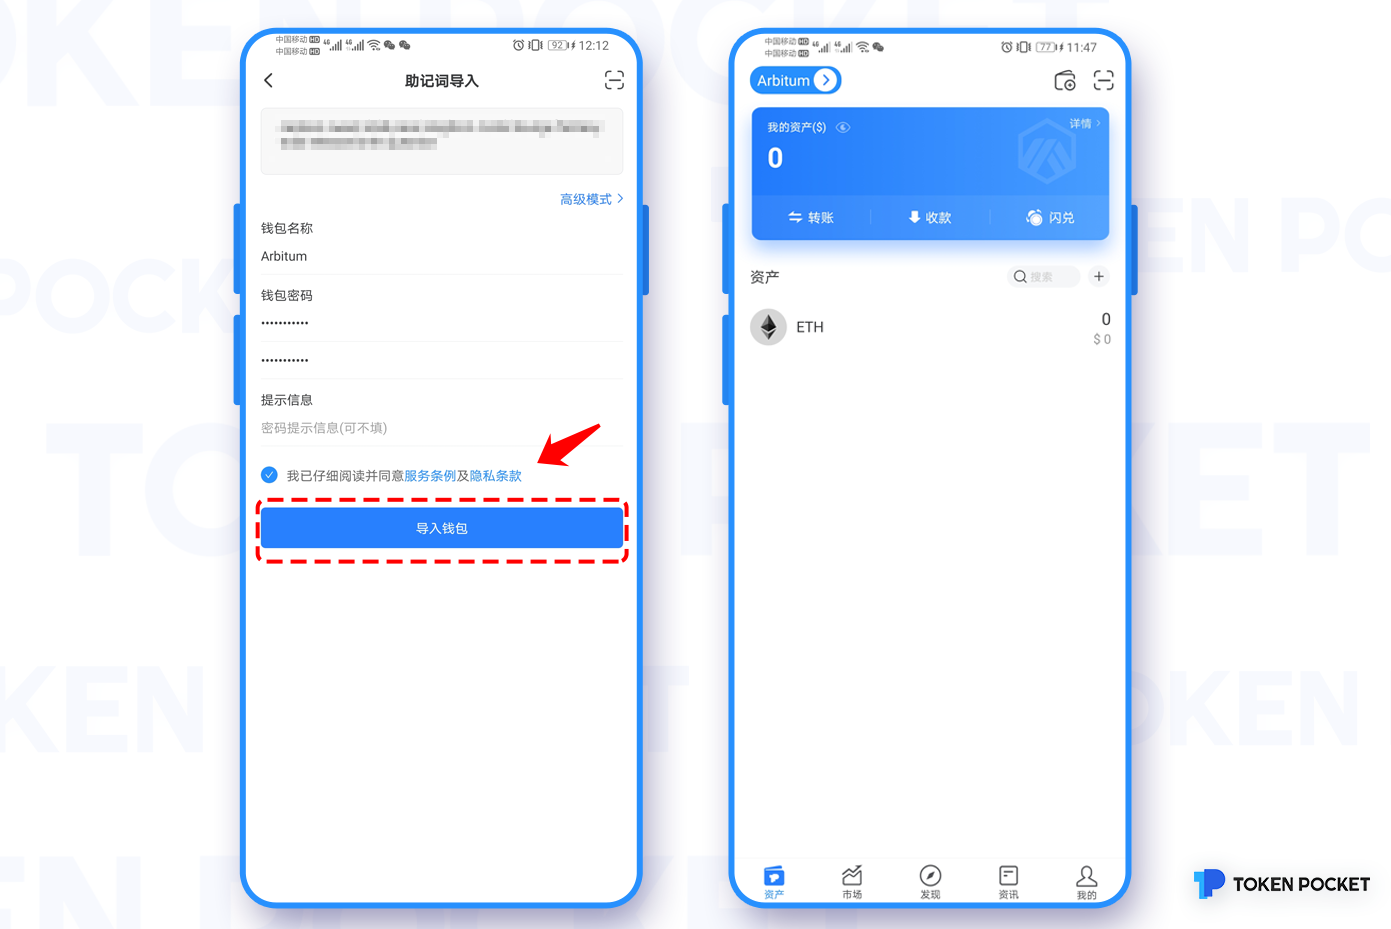 中国移动 HD
中国移动 HD
4G 4G
92
12:12
助记词导入
高级模式 >
钱包名称
Arbitum
钱包密码
•••••••••••
•••••••••••
提示信息
密码提示信息(可不填)
我已仔细阅读并同意服务条例及隐私条款
导入钱包
中国移动 HD
中国移动 HD
4G 4G
77
11:47
Arbitum >
我的资产($)
详情 >
0
转账
收款
闪兑
资产
搜索
+
ETH
0
$ 0
资产
市场
发现
资讯
我的
TOKEN POCKET